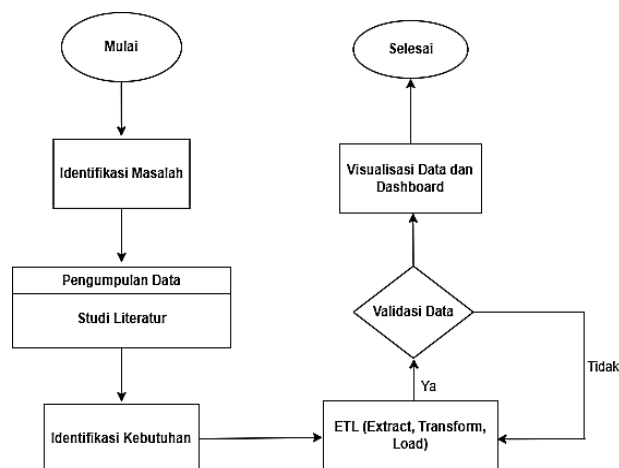 Mulai
Identifikasi Masalah
Pengumpulan Data
Studi Literatur
Identifikasi Kebutuhan
ETL (Extract, Transform,
Load)
Ya
Validasi Data
Tidak
Visualisasi Data dan
Dashboard
Selesai